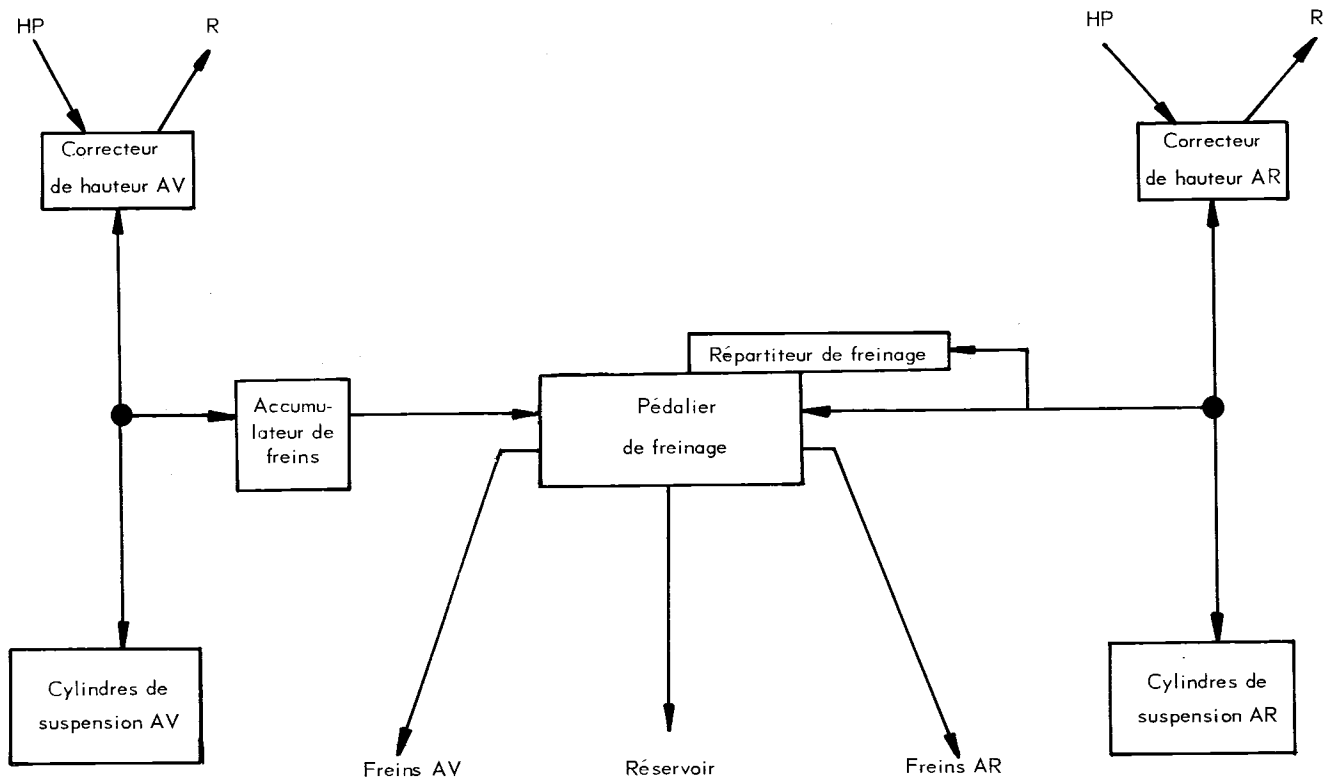 HP
R
HP
R
Correcteur
de hauteur AV
Correcteur
de hauteur AR
Répartiteur de freinage
Accumu-
lateur de
freins
Pédalier
de freinage
Cylindres de
suspension AV
Cylindres de
suspension AR
Freins AV
Réservoir
Freins AR